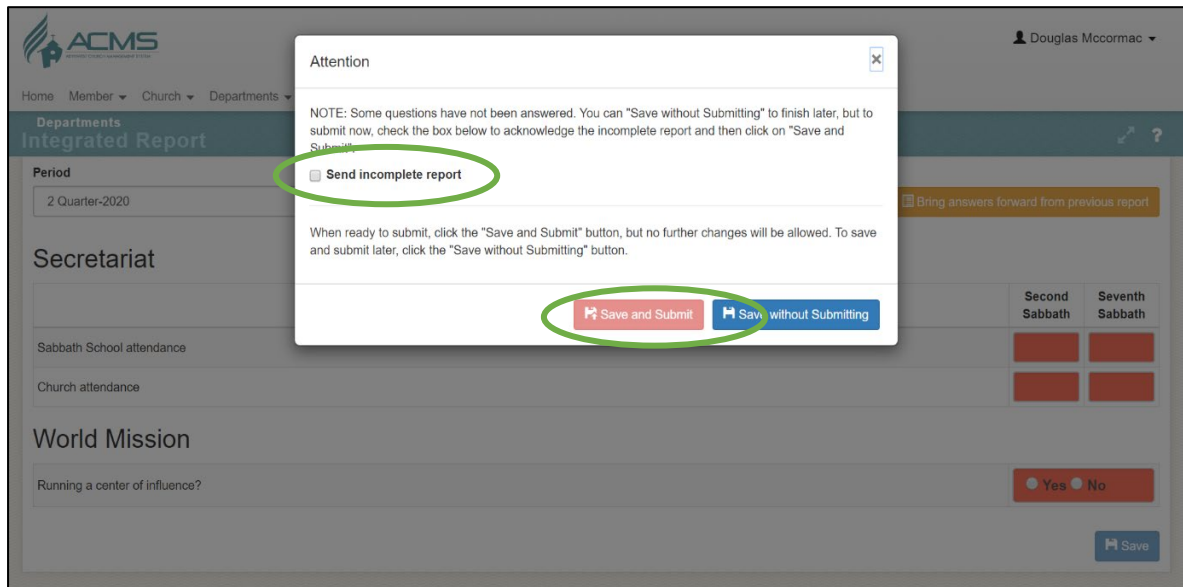 ACMS
Douglas Mccormac
Home Member Church Departments
Departments
Integrated Report
?
Attention
×
NOTE: Some questions have not been answered. You can "Save without Submitting" to finish later, but to
submit now, check the box below to acknowledge the incomplete report and then click on "Save and
Submit".
Send incomplete report
When ready to submit, click the "Save and Submit" button, but no further changes will be allowed. To save
and submit later, click the "Save without Submitting" button.
Save and Submit
Save without Submitting
Period
2 Quarter-2020
Bring answers forward from previous report
Secretariat
Second Sabbath
Seventh Sabbath
Sabbath School attendance
Church attendance
World Mission
Running a center of influence?
Yes No
Save